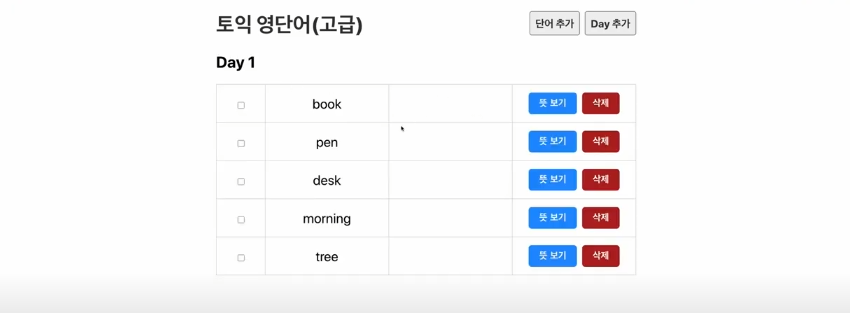 토익 영단어(고급) 단어 추가 Day 추가
Day 1
book 뜻 보기 삭제
pen 뜻 보기 삭제
desk 뜻 보기 삭제
morning 뜻 보기 삭제
tree 뜻 보기 삭제